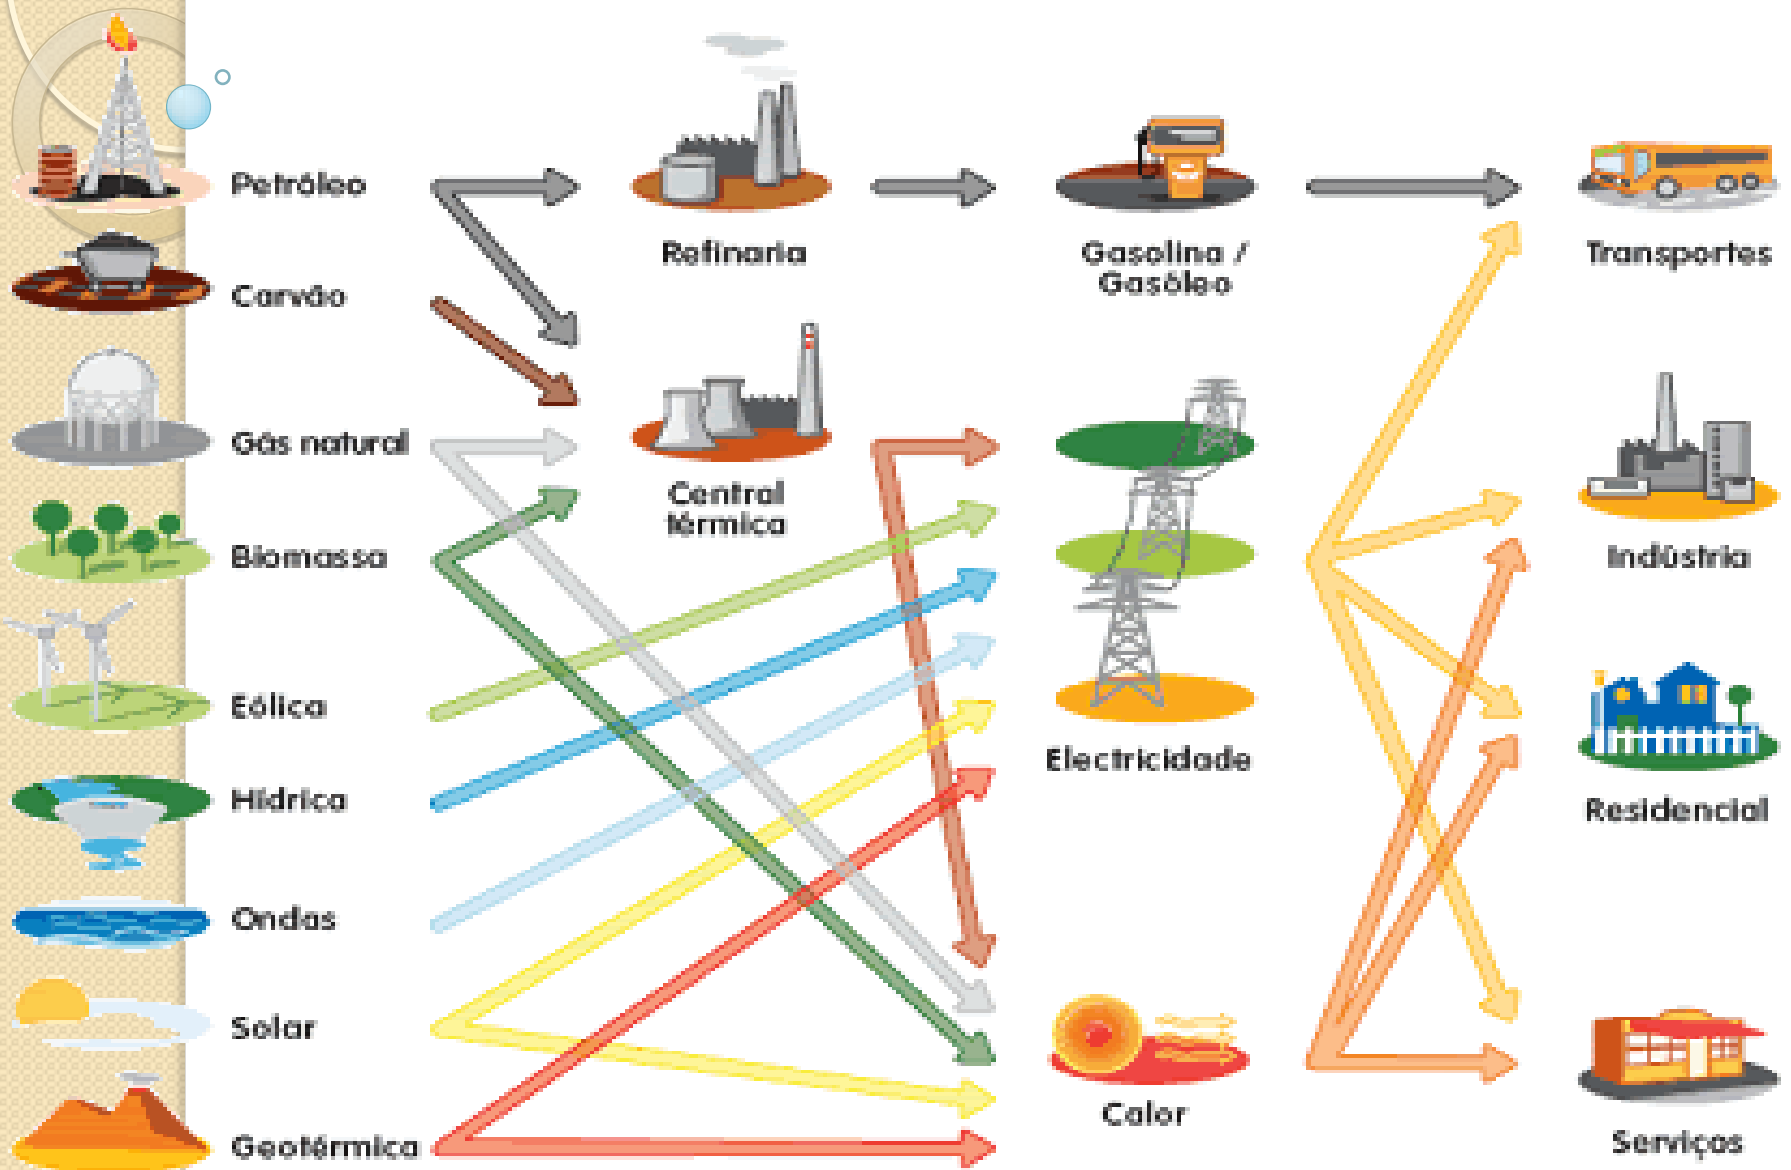 Petróleo
Carvão
Gás natural
Biomassa
Eólica
Hídrica
Ondas
Solar
Geotérmica
Refinaria
Central
térmica
Gasolina /
Gasóleo
Electricidade
Calor
Transportes
Indústria
Residencial
Serviços